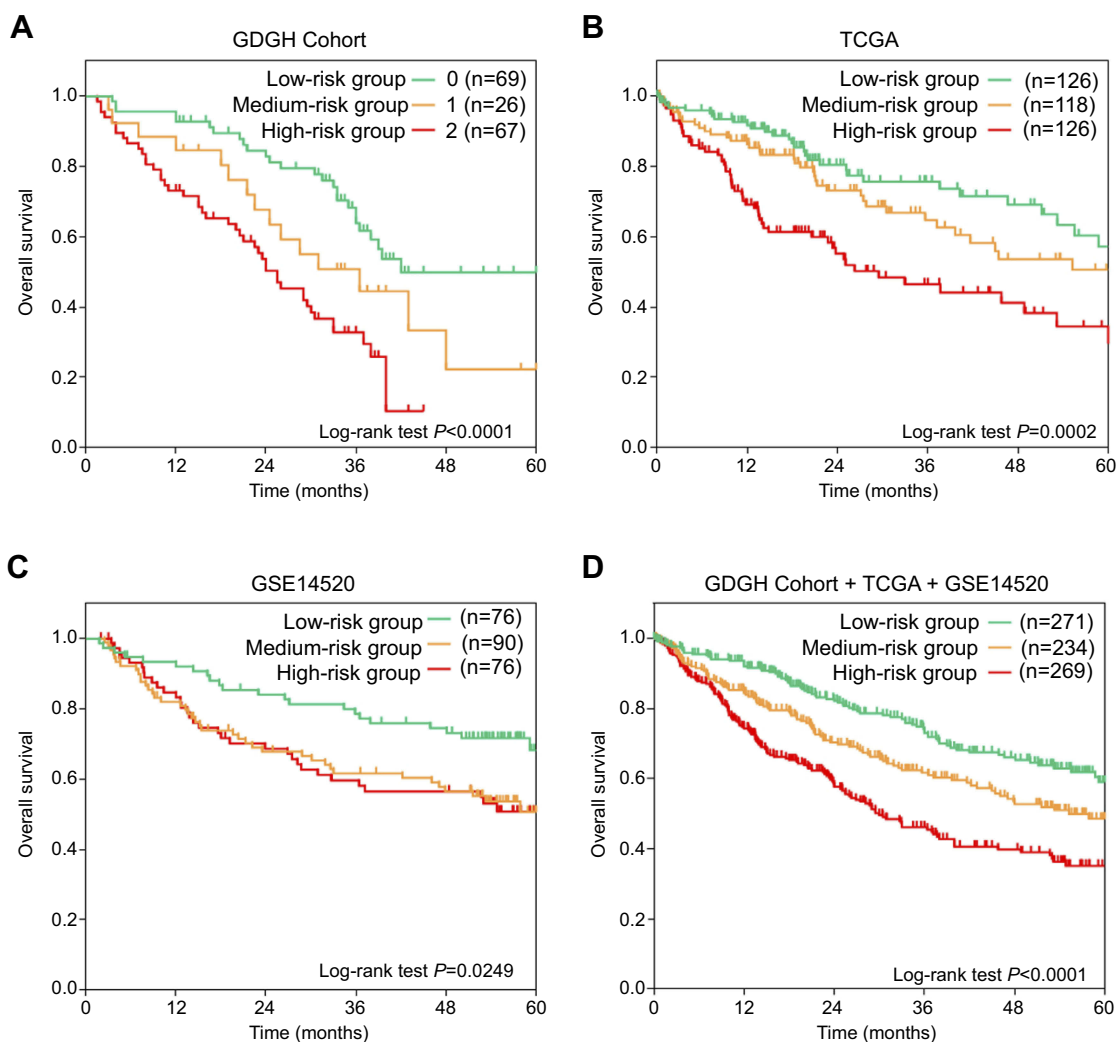 A
GDGH Cohort
Low-risk group 0 (n=69)
Medium-risk group 1 (n=26)
High-risk group 2 (n=67)
1.0
0.8
0.6
0.4
0.2
0.0
Overall survival
Log-rank test P<0.0001
0 12 24 36 48 60
Time (months)
B
TCGA
Low-risk group (n=126)
Medium-risk group (n=118)
High-risk group (n=126)
1.0
0.8
0.6
0.4
0.2
0.0
Overall survival
Log-rank test P=0.0002
0 12 24 36 48 60
Time (months)
C
GSE14520
Low-risk group (n=76)
Medium-risk group (n=90)
High-risk group (n=76)
1.0
0.8
0.6
0.4
0.2
0.0
Overall survival
Log-rank test P=0.0249
0 12 24 36 48 60
Time (months)
D
GDGH Cohort + TCGA + GSE14520
Low-risk group (n=271)
Medium-risk group (n=234)
High-risk group (n=269)
1.0
0.8
0.6
0.4
0.2
0.0
Overall survival
Log-rank test P<0.0001
0 12 24 36 48 60
Time (months)